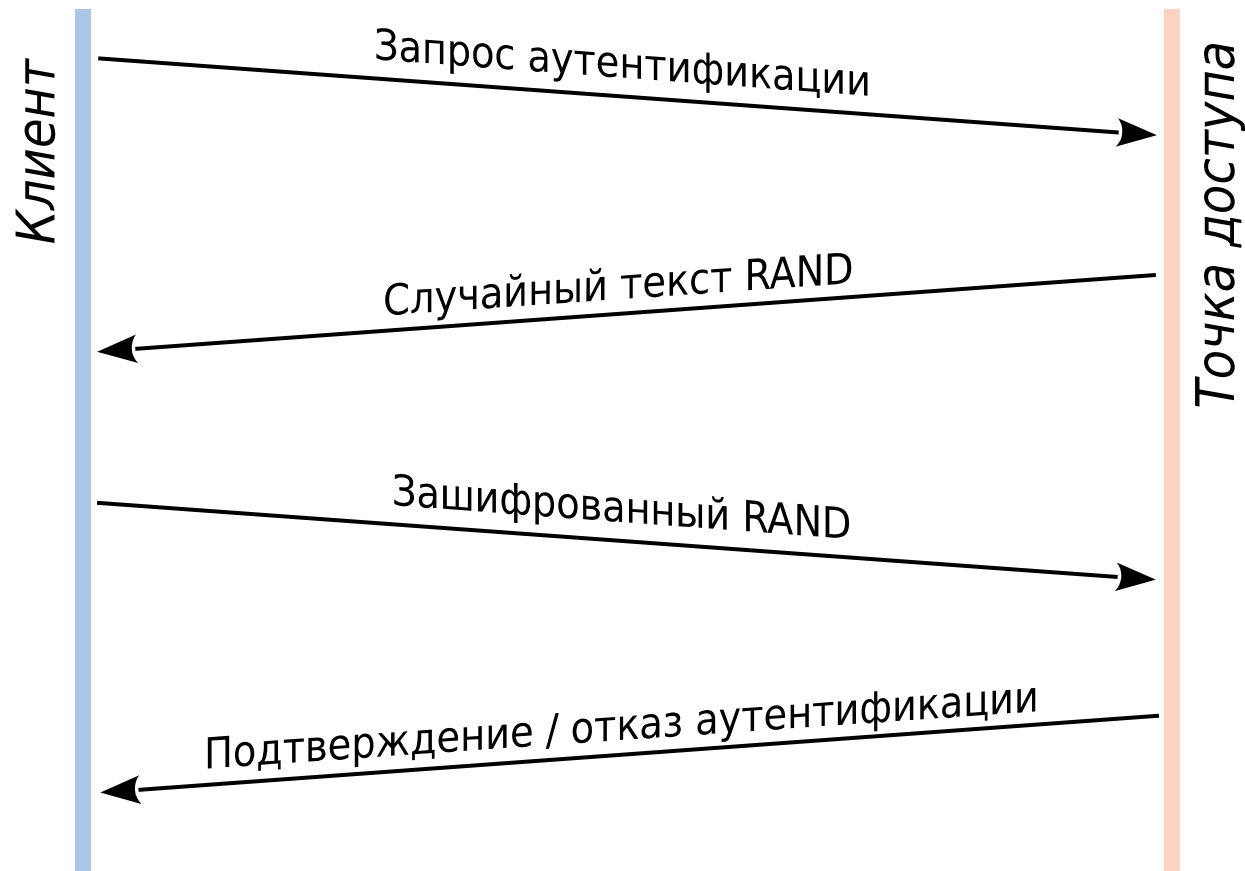 Клиент
Точка доступа
Запрос аутентификации
Случайный текст RAND
Зашифрованный RAND
Подтверждение / отказ аутентификации